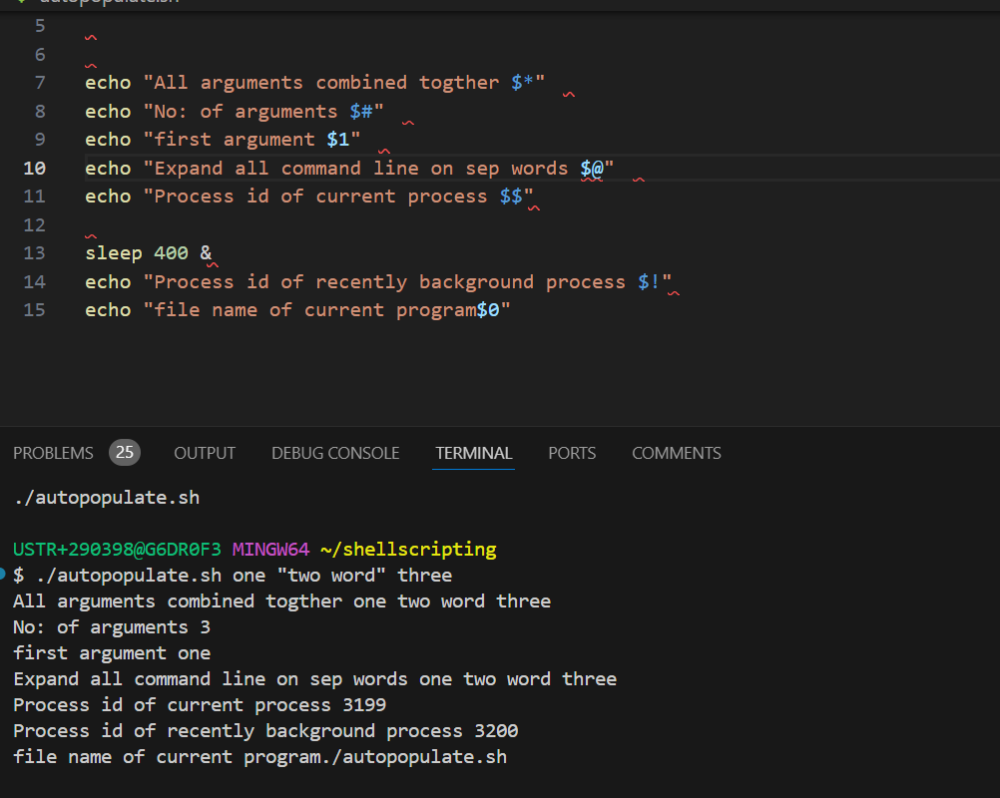 5
6
7 echo "All arguments combined togther $*"
8 echo "No: of arguments $#"
9 echo "first argument $1"
10 echo "Expand all command line on sep words $@"
11 echo "Process id of current process $$"
12
13 sleep 400 &
14 echo "Process id of recently background process $!"
15 echo "file name of current program$0"
PROBLEMS 25 OUTPUT DEBUG CONSOLE TERMINAL PORTS COMMENTS
./autopopulate.sh
USTR+290398@G6DR0F3 MINGW64 ~/shellscripting
$ ./autopopulate.sh one "two word" three
All arguments combined togther one two word three
No: of arguments 3
first argument one
Expand all command line on sep words one two word three
Process id of current process 3199
Process id of recently background process 3200
file name of current program./autopopulate.sh